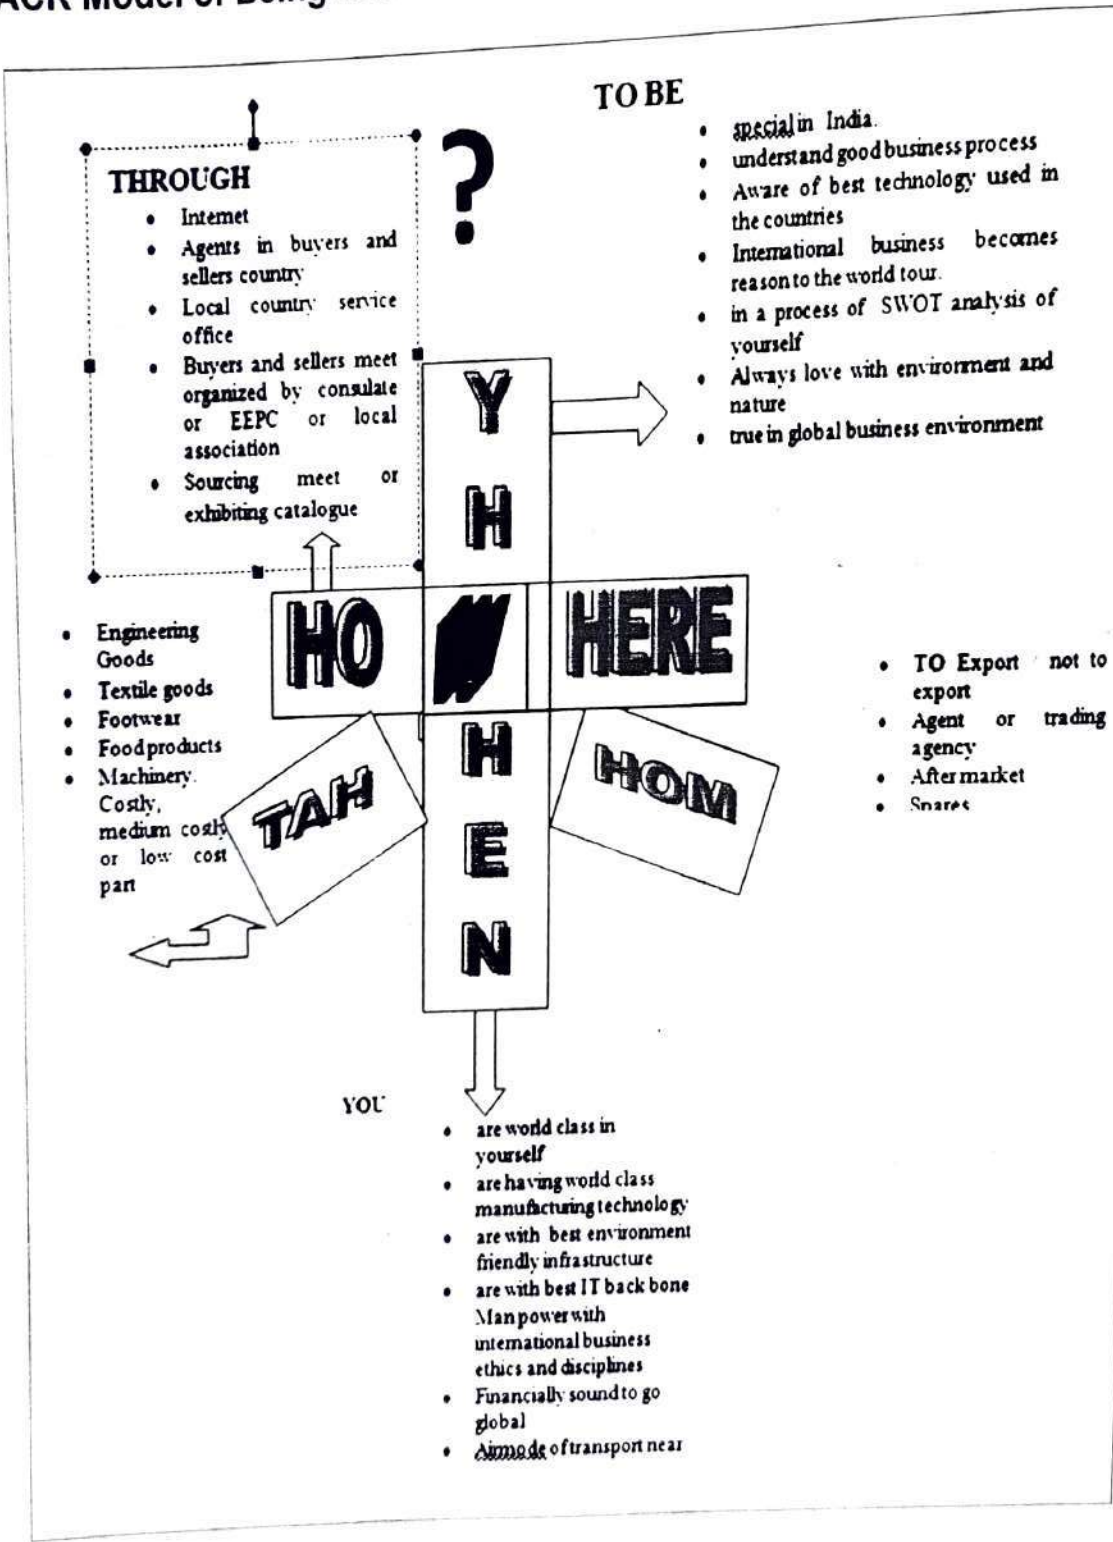 ACK Model of Being
TO BE
• special in India.
• understand good business process
• Aware of best technology used in
the countries
• International business becomes
reason to the world tour.
• in a process of SWOT analysis of
yourself
• Always love with environment and
nature
• true in global business environment
?
THROUGH
• Internet
• Agents in buyers and
sellers country
• Local country service
office
• Buyers and sellers meet
organized by consulate
or EEPC or local
association
• Sourcing meet or
exhibiting catalogue
Y
H
HO
W
HERE
H
E
N
TAH
HOM
• Engineering
Goods
• Textile goods
• Footwear
• Food products
• Machinery.
Costly,
medium costly
or low cost
part
• TO Export not to
export
• Agent or trading
agency
• After market
• Spares
YOU
• are world class in
yourself
• are having world class
manufacturing technology
• are with best environment
friendly infrastructure
• are with best IT back bone
Man power with
international business
ethics and disciplines
• Financially sound to go
global
• Airmode of transport near